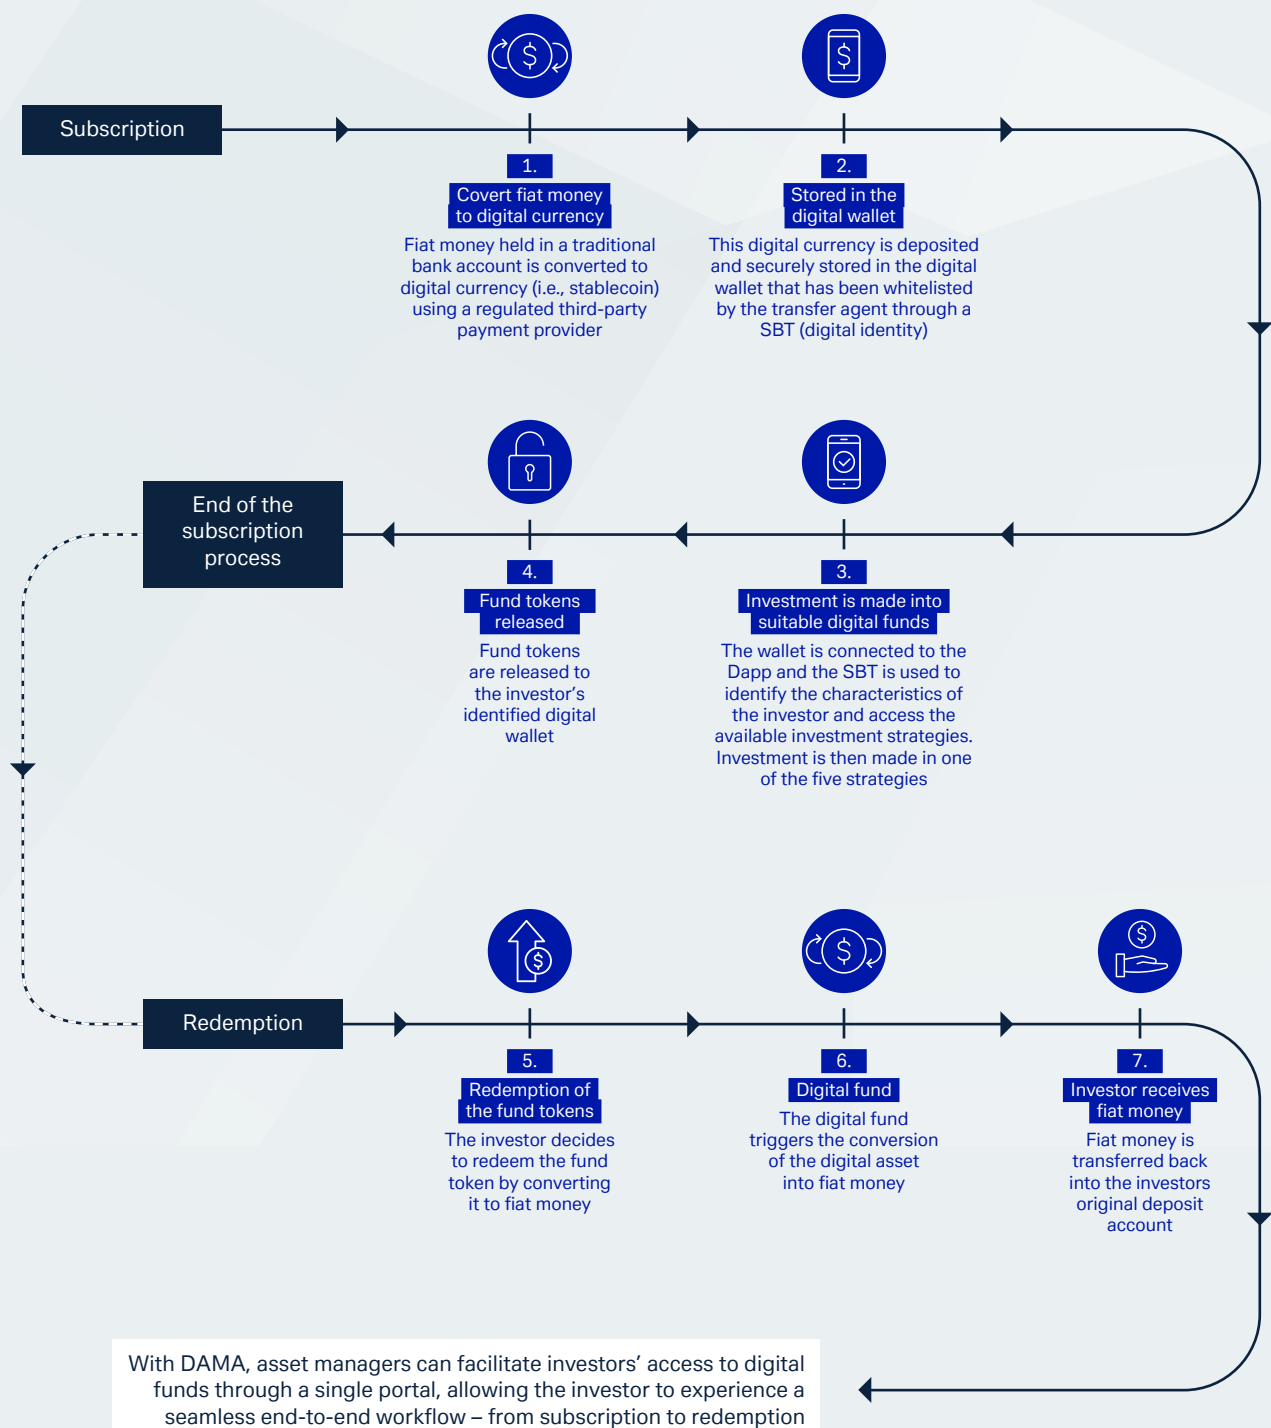 Subscription
1.
Covert fiat money
to digital currency
Fiat money held in a traditional
bank account is converted to
digital currency (i.e., stablecoin)
using a regulated third-party
payment provider
2.
Stored in the
digital wallet
This digital currency is deposited
and securely stored in the digital
wallet that has been whitelisted
by the transfer agent through a
SBT (digital identity)
3.
Investment is made into
suitable digital funds
The wallet is connected to the
Dapp and the SBT is used to
identify the characteristics of
the investor and access the
available investment strategies.
Investment is then made in one
of the five strategies
4.
Fund tokens
released
Fund tokens
are released to
the investor’s
identified digital
wallet
End of the
subscription
process
Redemption
5.
Redemption of
the fund tokens
The investor decides
to redeem the fund
token by converting
it to fiat money
6.
Digital fund
The digital fund
triggers the conversion
of the digital asset
into fiat money
7.
Investor receives
fiat money
Fiat money is
transferred back
into the investors
original deposit
account
With DAMA, asset managers can facilitate investors’ access to digital
funds through a single portal, allowing the investor to experience a
seamless end-to-end workflow – from subscription to redemption